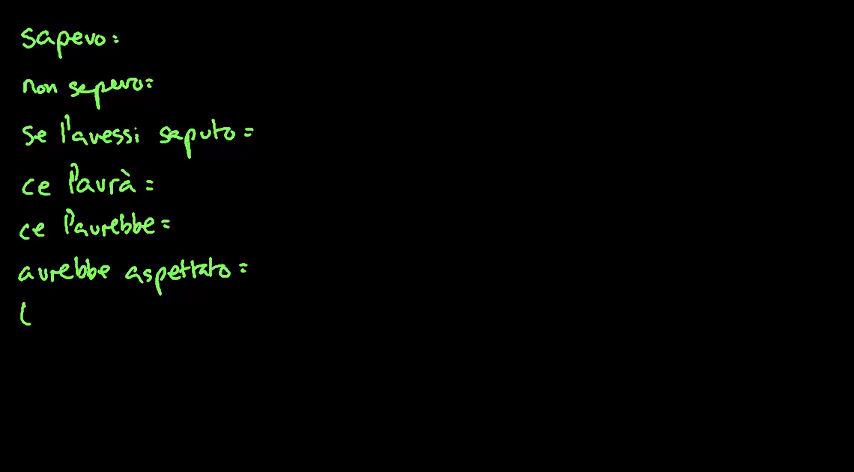 sapevo=
non sapevo=
se l'avessi saputo=
ce l'avrà=
ce l'avrebbe=
avrebbe aspettato=
(